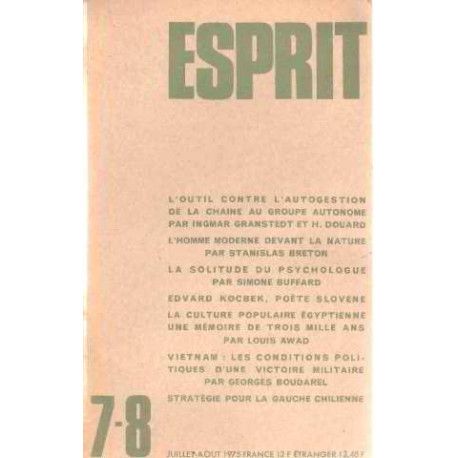 ESPRIT
L'OUTIL CONTRE L'AUTOGESTION
DE LA CHAINE AU GROUPE AUTONOME
PAR INGMAR GRANSTEDT ET H. DOUARD
L'HOMME MODERNE DEVANT LA NATURE
PAR STANISLAS BRETON
LA SOLITUDE DU PSYCHOLOGUE
PAR SIMONE BUFFARD
EDVARD KOCBEK, POÈTE SLOVENE
LA CULTURE POPULAIRE ÉGYPTIENNE
UNE MÉMOIRE DE TROIS MILLE ANS
PAR LOUIS AWAD
VIETNAM : LES CONDITIONS POLI-
TIQUES D'UNE VICTOIRE MILITAIRE
PAR GEORGES BOUDAREL
STRATÉGIE POUR LA GAUCHE CHILIENNE
7-8
JUILLET-AOUT 1975 FRANCE 12 F ÉTRANGER 12,40 F